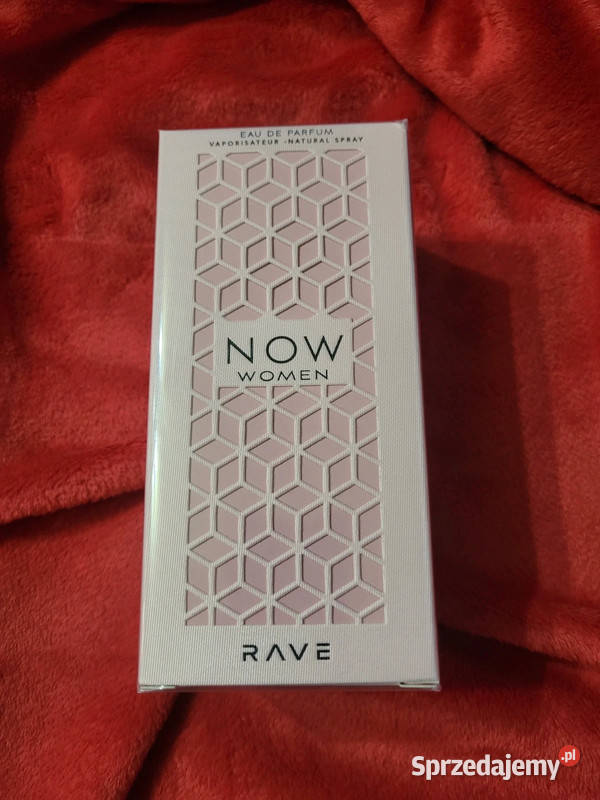 EAU DE PARFUM
VAPORISATEUR - NATURAL SPRAY
NOW
WOMEN
RAVE
Sprzedajemy.pl